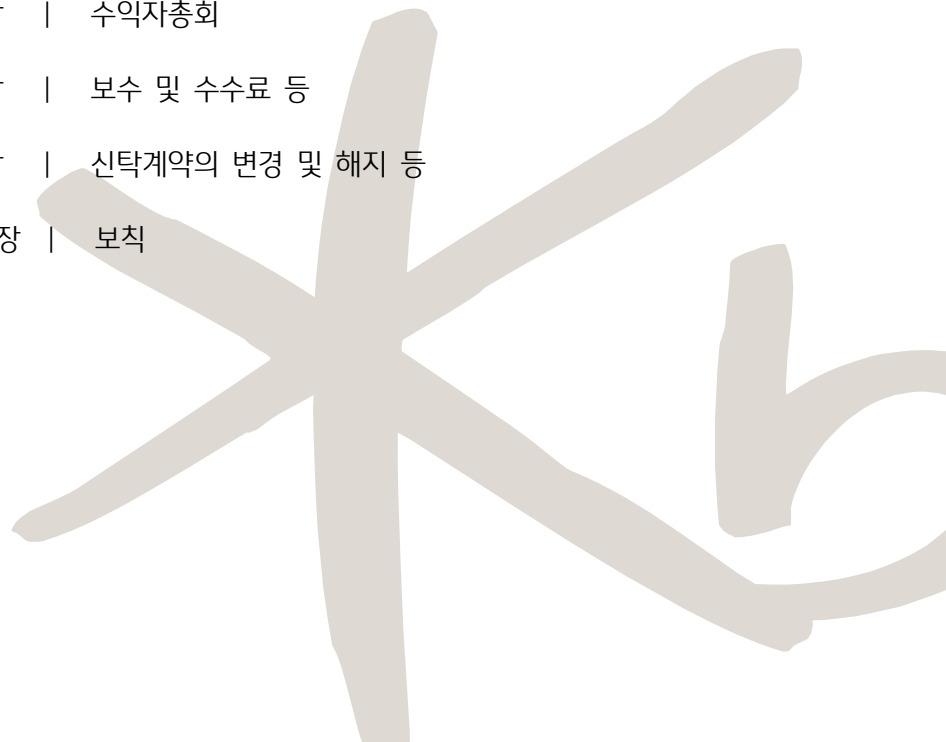 | 수익자총회
| 보수 및 수수료 등
| 신탁계약의 변경 및 해지 등
장 | 보칙